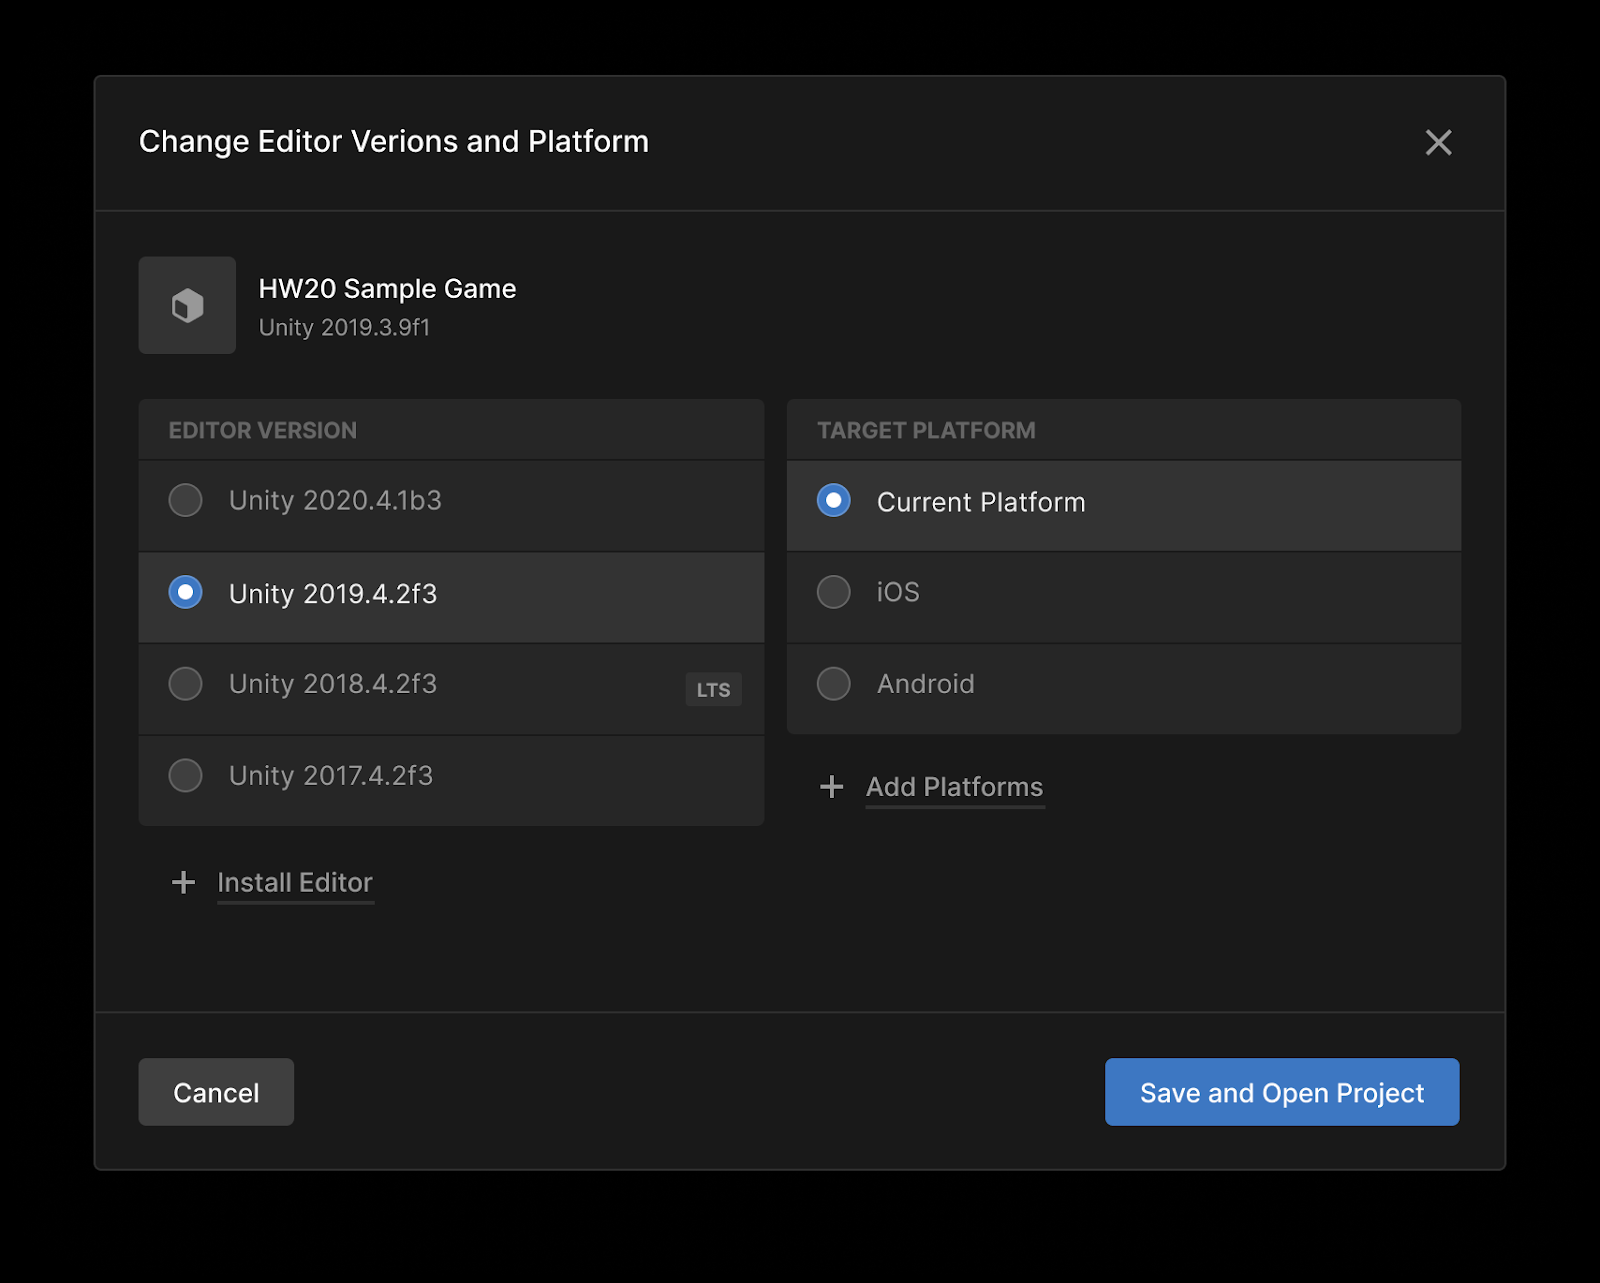 Change Editor Verions and Platform
HW20 Sample Game
Unity 2019.3.9f1
EDITOR VERSION
Unity 2020.4.1b3
Unity 2019.4.2f3
Unity 2018.4.2f3 LTS
Unity 2017.4.2f3
Install Editor
TARGET PLATFORM
Current Platform
iOS
Android
Add Platforms
Cancel
Save and Open Project